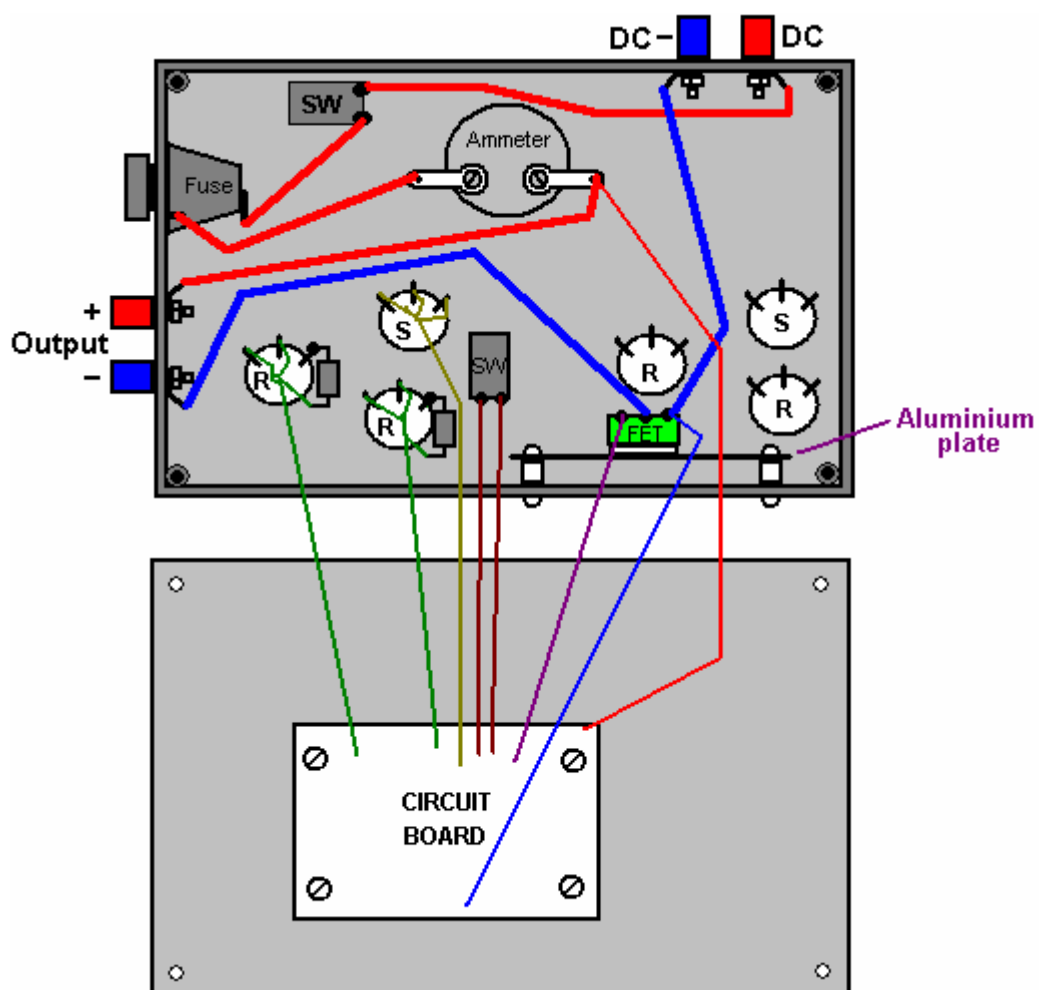 DC - DC
SW
Ammeter
Fuse
+
Output
-
S
S
R
SW
R
R
R
FET
Aluminium
plate
CIRCUIT
BOARD